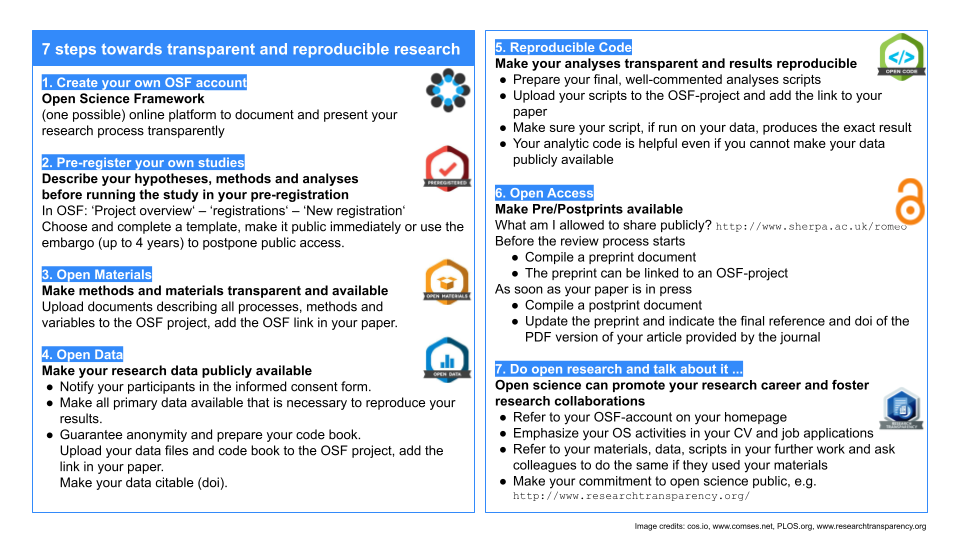 7 steps towards transparent and reproducible research
1. Create your own OSF account
Open Science Framework
(one possible) online platform to document and present your
research process transparently
2. Pre-register your own studies
Describe your hypotheses, methods and analyses
before running the study in your pre-registration
In OSF: ‘Project overview‘ – ‘registrations‘ – ‘New registration‘
Choose and complete a template, make it public immediately or use the
embargo (up to 4 years) to postpone public access.
PREREGISTERED
3. Open Materials
Make methods and materials transparent and available
Upload documents describing all processes, methods and
variables to the OSF project, add the OSF link in your paper.
OPEN MATERIALS
4. Open Data
Make your research data publicly available
● Notify your participants in the informed consent form.
● Make all primary data available that is necessary to reproduce your
results.
● Guarantee anonymity and prepare your code book.
Upload your data files and code book to the OSF project, add the
link in your paper.
Make your data citable (doi).
OPEN DATA
5. Reproducible Code
Make your analyses transparent and results reproducible
● Prepare your final, well-commented analyses scripts
● Upload your scripts to the OSF-project and add the link to your
paper
● Make sure your script, if run on your data, produces the exact result
● Your analytic code is helpful even if you cannot make your data
publicly available
</>
OPEN CODE
6. Open Access
Make Pre/Postprints available
What am I allowed to share publicly? http://www.sherpa.ac.uk/romeo
Before the review process starts
● Compile a preprint document
● The preprint can be linked to an OSF-project
As soon as your paper is in press
● Compile a postprint document
● Update the preprint and indicate the final reference and doi of the
PDF version of your article provided by the journal
7. Do open research and talk about it ...
Open science can promote your research career and foster
research collaborations
● Refer to your OSF-account on your homepage
● Emphasize your OS activities in your CV and job applications
● Refer to your materials, data, scripts in your further work and ask
colleagues to do the same if they used your materials
● Make your commitment to open science public, e.g.
http://www.researchtransparency.org/
RESEARCH
TRANSPARENCY
Image credits: cos.io, www.comses.net, PLOS.org, www.researchtransparency.org